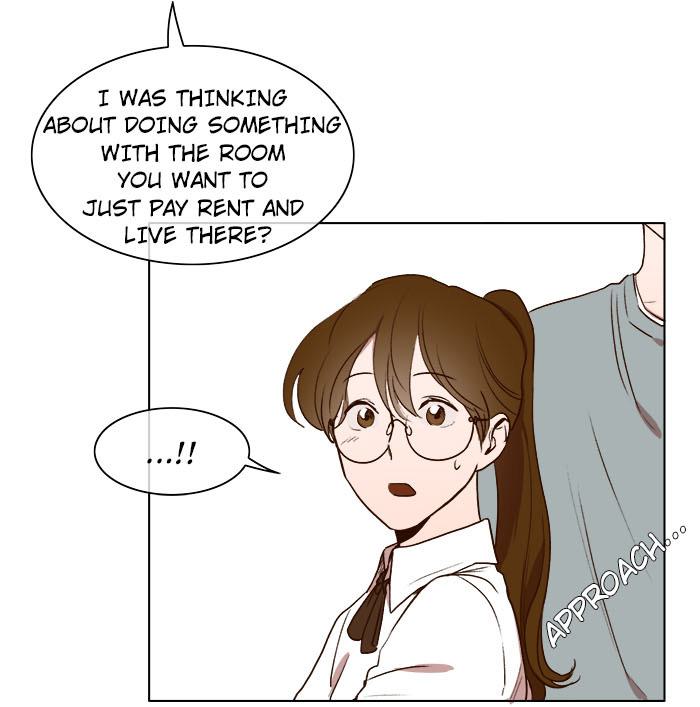 I WAS THINKING
ABOUT DOING SOMETHING
WITH THE ROOM
YOU WANT TO
JUST PAY RENT AND
LIVE THERE?
...!!
APPROACH...